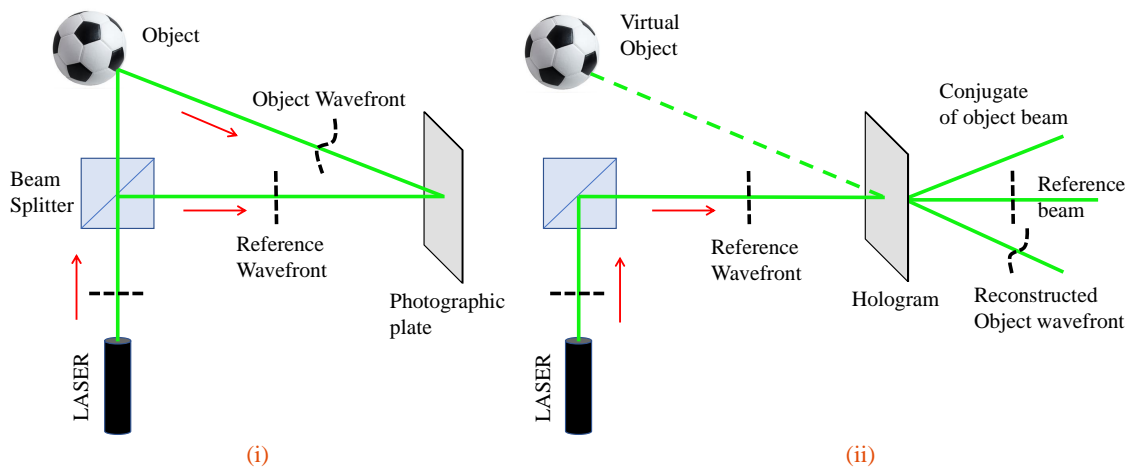 Object
Object Wavefront
Beam
Splitter
Reference
Wavefront
Photographic
plate
LASER
(i)
Virtual
Object
Conjugate
of object beam
Reference
beam
Reference
Wavefront
Hologram
Reconstructed
Object wavefront
LASER
(ii)